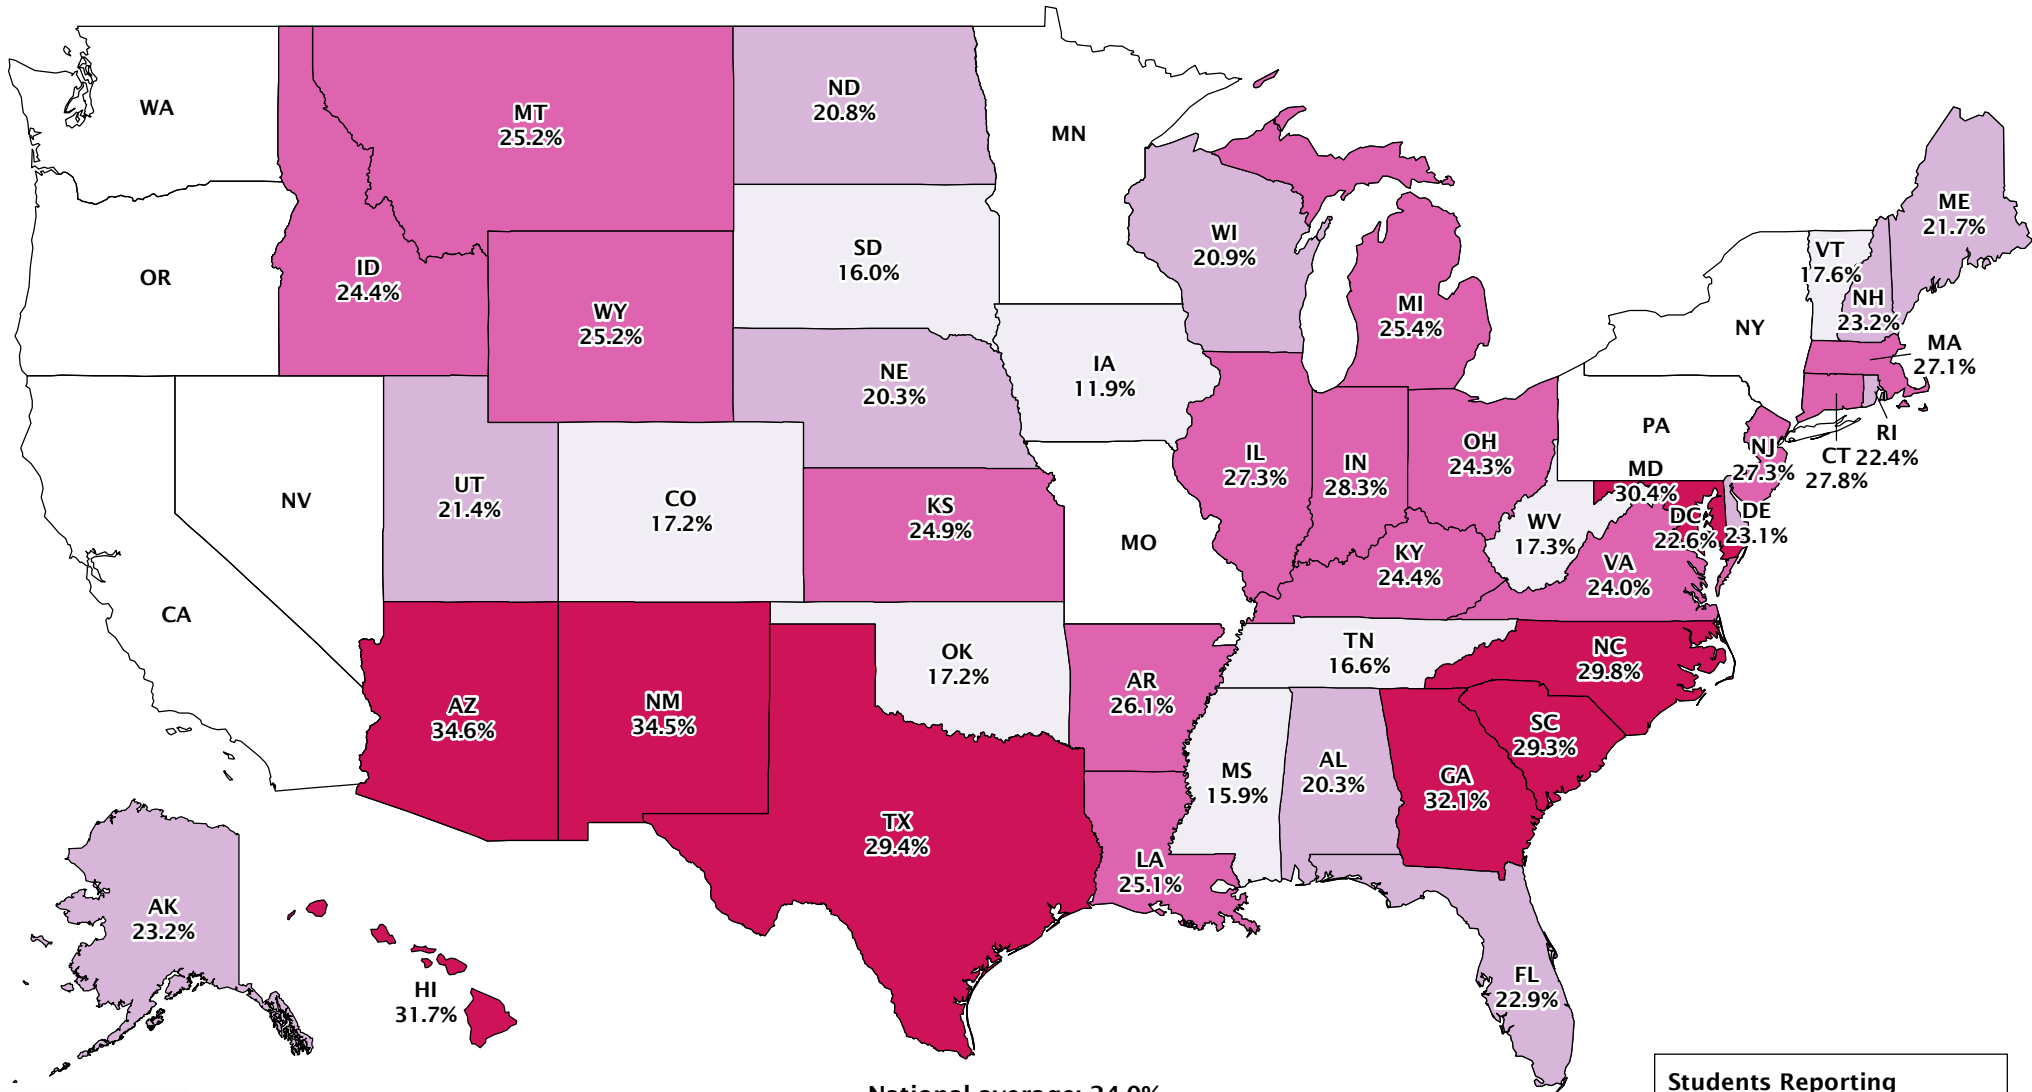 WA
MT
25.2%
ND
20.8%
MN
ME
21.7%
WI
20.9%
SD
16.0%
VT
17.6%
OR
ID
24.4%
NH
23.2%
WY
25.2%
MI
25.4%
NY
MA
27.1%
IA
11.9%
NE
20.3%
PA
RI
22.4%
OH
24.3%
NJ
27.3%
CT
27.8%
IL
27.3%
IN
28.3%
MD
30.4%
UT
21.4%
CO
17.2%
NV
KS
24.9%
DC
22.6%
DE
23.1%
WV
17.3%
MO
KY
24.4%
VA
24.0%
CA
TN
16.6%
NC
29.8%
OK
17.2%
AR
26.1%
AZ
34.6%
NM
34.5%
SC
29.3%
MS
15.9%
AL
20.3%
GA
32.1%
TX
29.4%
LA
25.1%
AK
23.2%
FL
22.9%
HI
31.7%
Students Reporting